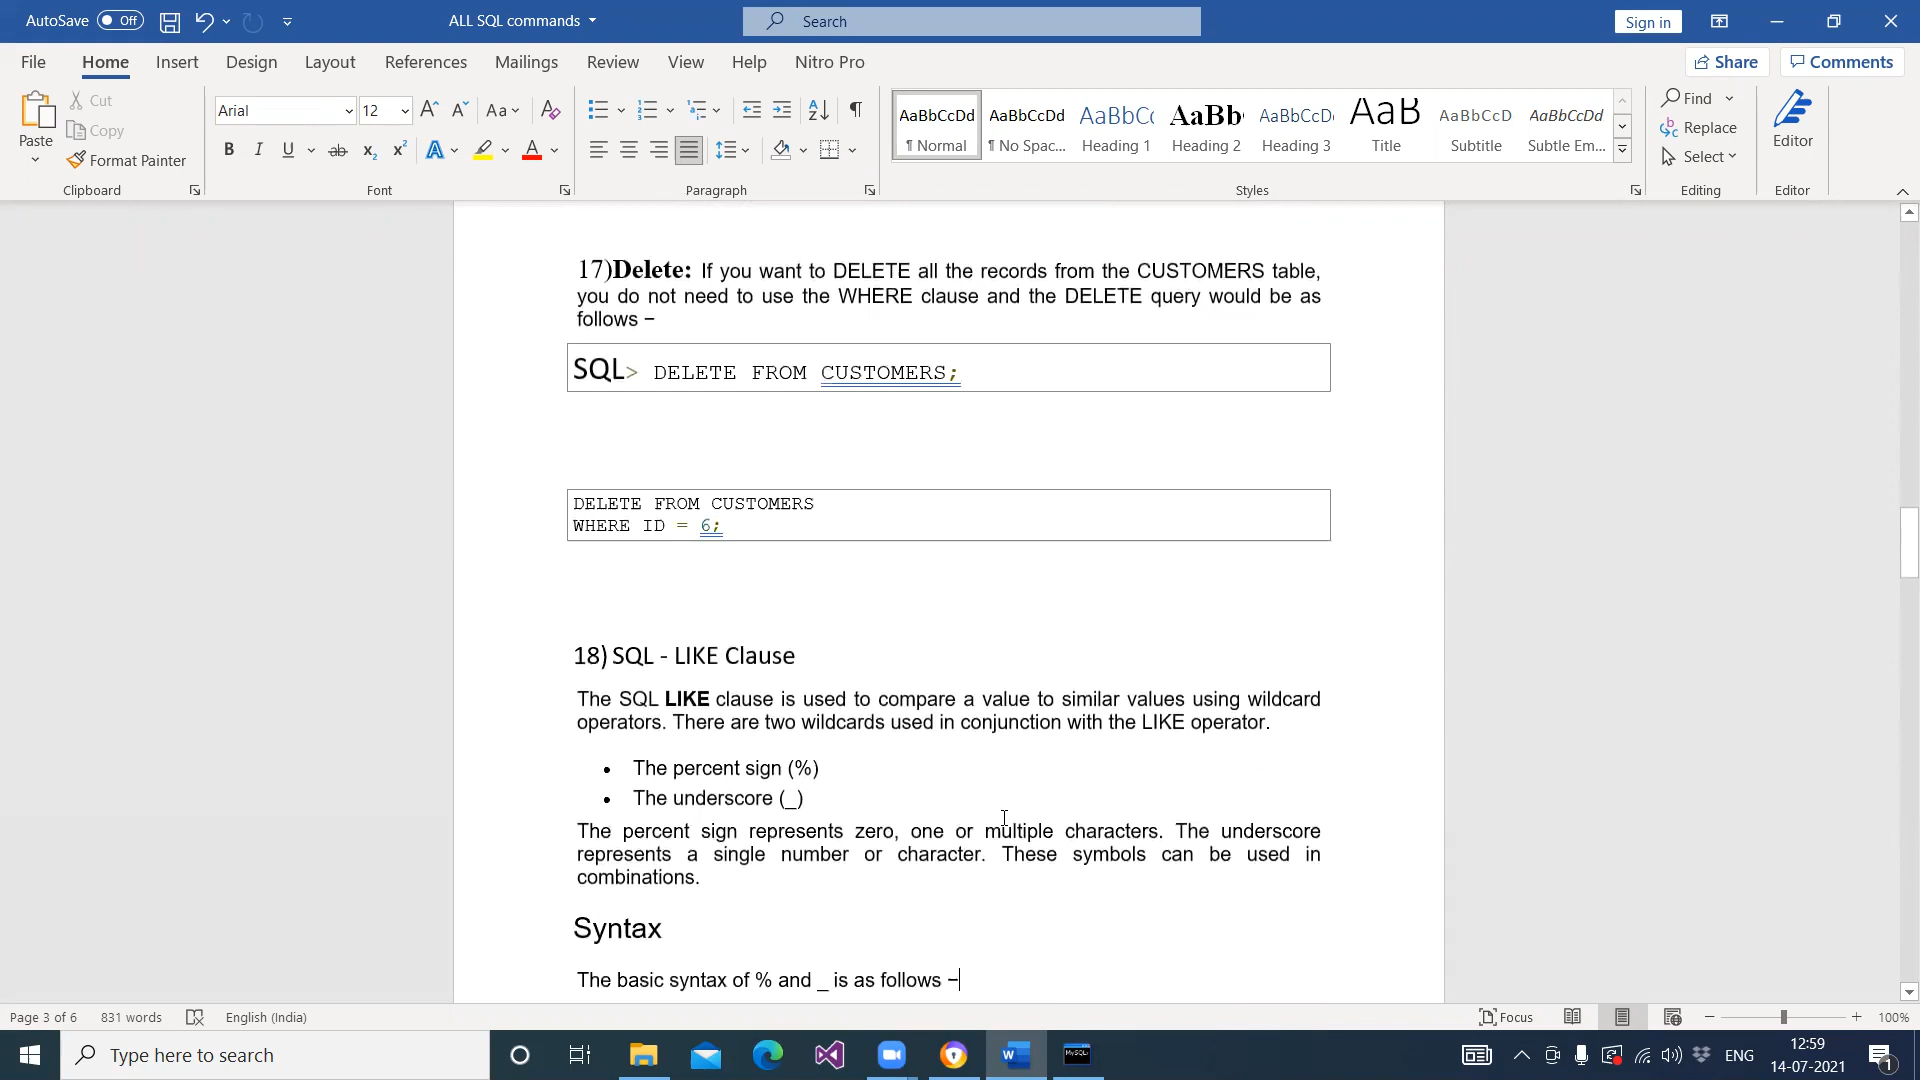 AutoSave Off ALL SQL commands Search Sign in
File Home Insert Design Layout References Mailings Review View Help Nitro Pro Share Comments
Paste Cut Copy Format Painter
Clipboard
Arial 12
B I U ab x₂ x² A A
Font
Paragraph
AaBbCcDd AaBbCcDd AaBbCc AaBb AaBbCcD AaB AaBbCcD AaBbCcDd
¶ Normal ¶ No Spac... Heading 1 Heading 2 Heading 3 Title Subtitle Subtle Em...
Styles
Find
Replace
Select
Editing
Editor
Editor
17)Delete: If you want to DELETE all the records from the CUSTOMERS table,
you do not need to use the WHERE clause and the DELETE query would be as
follows −
SQL> DELETE FROM CUSTOMERS;
DELETE FROM CUSTOMERS
WHERE ID = 6;
18) SQL - LIKE Clause
The SQL LIKE clause is used to compare a value to similar values using wildcard
operators. There are two wildcards used in conjunction with the LIKE operator.
• The percent sign (%)
• The underscore (_)
The percent sign represents zero, one or multiple characters. The underscore
represents a single number or character. These symbols can be used in
combinations.
Syntax
The basic syntax of % and _ is as follows −
Page 3 of 6 831 words English (India) Focus 100%
Type here to search MySQL ENG 12:59
14-07-2021 1